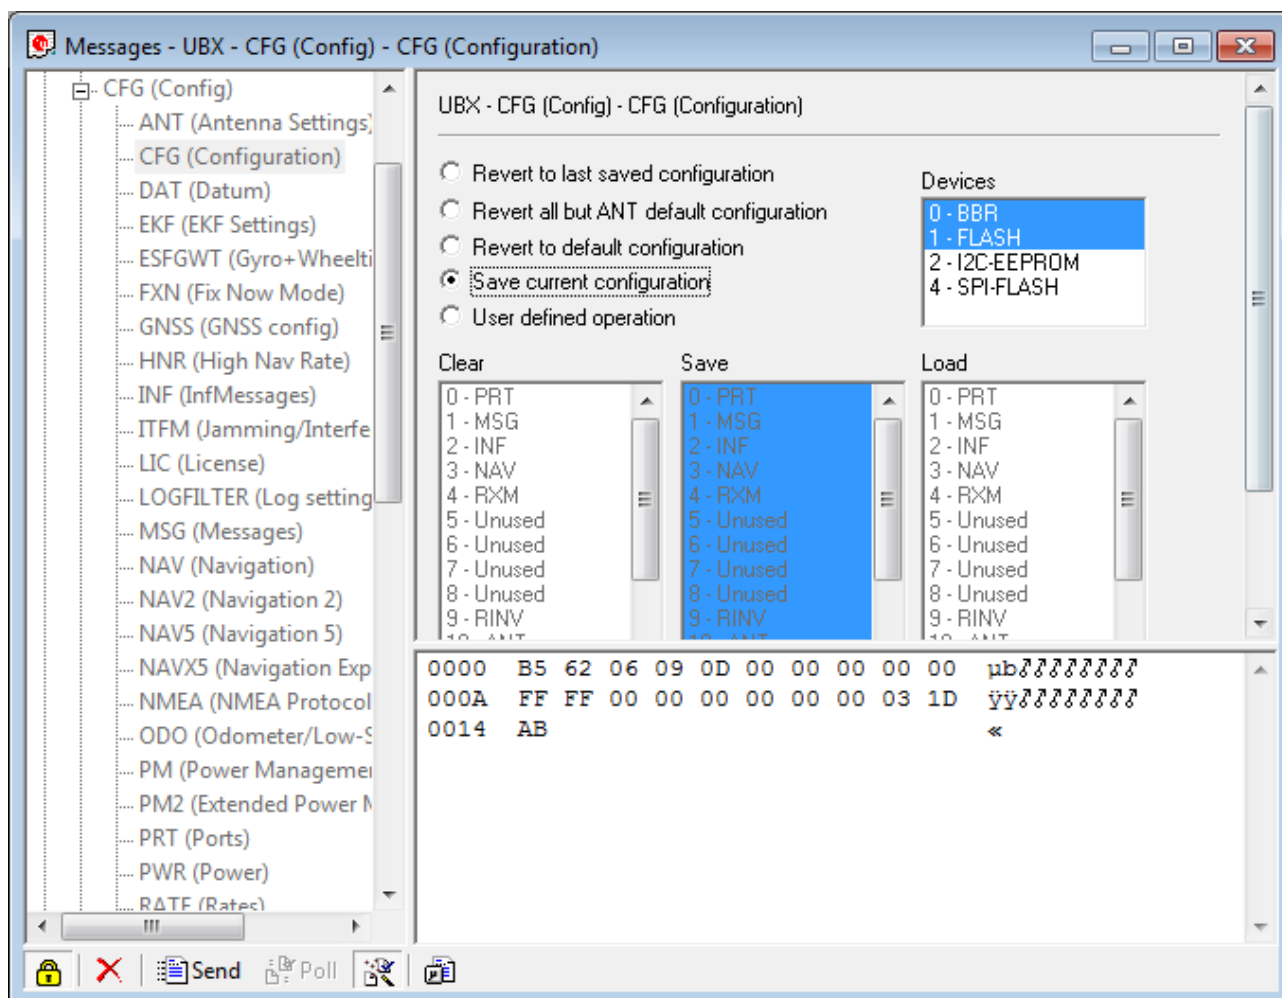 Messages - UBX - CFG (Config) - CFG (Configuration)
CFG (Config)
ANT (Antenna Settings)
CFG (Configuration)
DAT (Datum)
EKF (EKF Settings)
ESFGWT (Gyro+Wheelti
FXN (Fix Now Mode)
GNSS (GNSS config)
HNR (High Nav Rate)
INF (InfMessages)
ITFM (Jamming/Interfe
LIC (License)
LOGFILTER (Log setting
MSG (Messages)
NAV (Navigation)
NAV2 (Navigation 2)
NAV5 (Navigation 5)
NAVX5 (Navigation Exp
NMEA (NMEA Protocol
ODO (Odometer/Low-S
PM (Power Managemen
PM2 (Extended Power M
PRT (Ports)
PWR (Power)
RATE (Rates)
UBX - CFG (Config) - CFG (Configuration)
Revert to last saved configuration
Revert all but ANT default configuration
Revert to default configuration
Save current configuration
User defined operation
Devices
0 - BBR
1 - FLASH
2 - I2C-EEPROM
4 - SPI-FLASH
Clear
0 - PRT
1 - MSG
2 - INF
3 - NAV
4 - RXM
5 - Unused
6 - Unused
7 - Unused
8 - Unused
9 - RINV
10 - ANT
Save
0 - PRT
1 - MSG
2 - INF
3 - NAV
4 - RXM
5 - Unused
6 - Unused
7 - Unused
8 - Unused
9 - RINV
10 - ANT
Load
0 - PRT
1 - MSG
2 - INF
3 - NAV
4 - RXM
5 - Unused
6 - Unused
7 - Unused
8 - Unused
9 - RINV
10 - ANT
0000 B5 62 06 09 0D 00 00 00 00 00 µb
000A FF FF 00 00 00 00 00 00 03 1D ÿÿ
0014 AB «
Send Poll